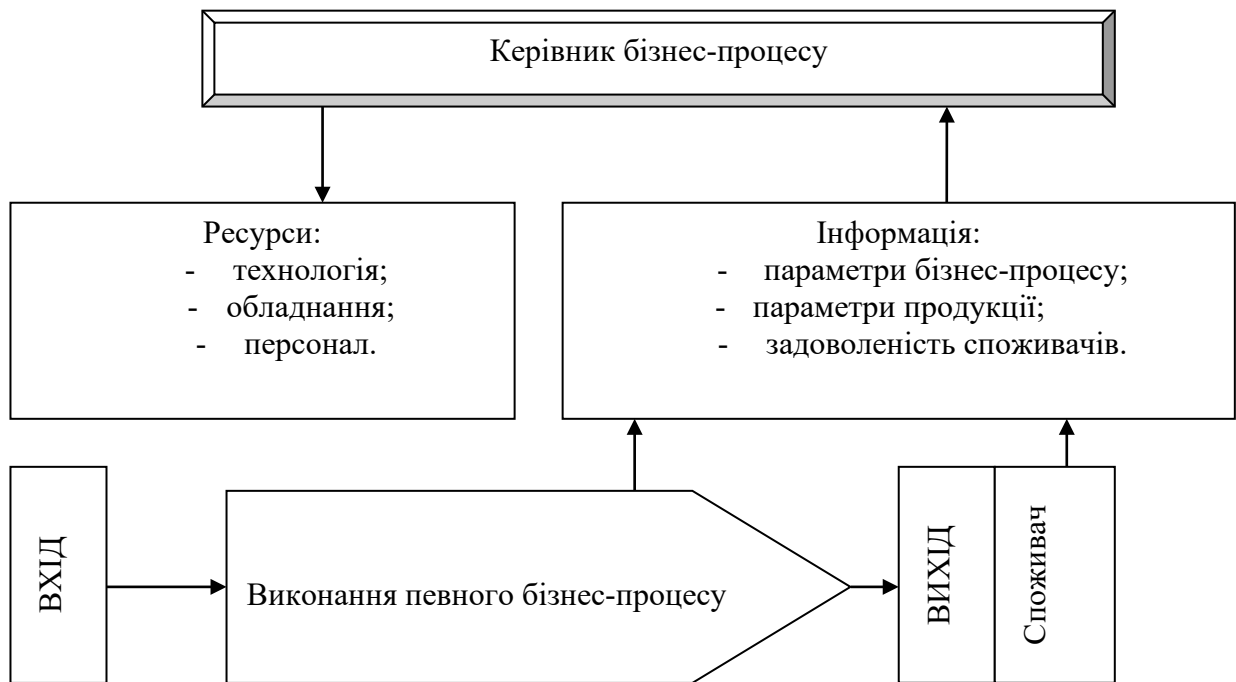 Керівник бізнес-процесу
Ресурси:
- технологія;
- обладнання;
- персонал.
Інформація:
- параметри бізнес-процесу;
- параметри продукції;
- задоволеність споживачів.
ВХІД
Виконання певного бізнес-процесу
ВИХІД
Споживач